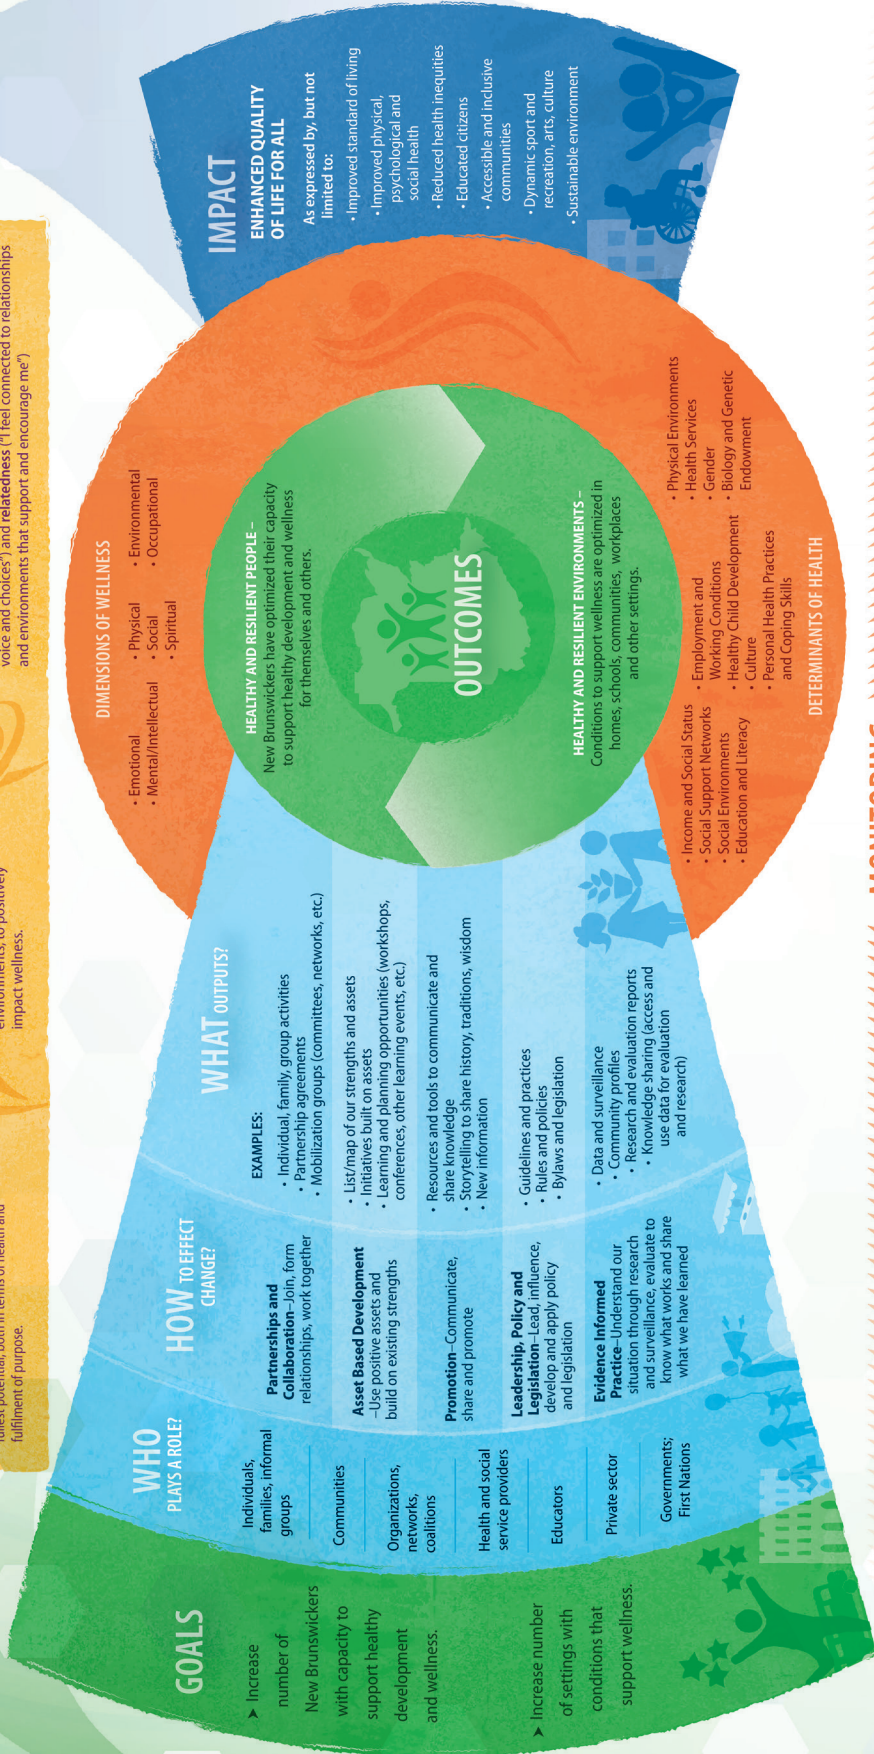 fulfilment of purpose.
impact wellness.
voice and choices") and relatedness ("I feel connected to relationships
and environments that support and encourage me")
GOALS
➤ Increase
number of
New Brunswickers
with capacity to
support healthy
development
and wellness.
➤ Increase number
of settings with
conditions that
support wellness.
WHO
PLAYS A ROLE?
Individuals,
families, informal
groups
Communities
Organizations,
networks,
coalitions
Health and social
service providers
Educators
Private sector
Governments;
First Nations
HOW TO EFFECT
CHANGE?
Partnerships and
Collaboration–Join, form
relationships, work together
Asset Based Development
–Use positive assets and
build on existing strengths
Promotion–Communicate,
share and promote
Leadership, Policy and
Legislation–Lead, influence,
develop and apply policy
and legislation
Evidence Informed
Practice–Understand our
situation through research
and surveillance, evaluate to
know what works and share
what we have learned
WHAT OUTPUTS?
EXAMPLES:
• Individual, family, group activities
• Partnership agreements
• Mobilization groups (committees, networks, etc.)
• List/map of our strengths and assets
• Initiatives built on assets
• Learning and planning opportunities (workshops,
conferences, other learning events, etc.)
• Resources and tools to communicate and
share knowledge
• Storytelling to share history, traditions, wisdom
• New information
• Guidelines and practices
• Rules and policies
• Bylaws and legislation
• Data and surveillance
• Community profiles
• Research and evaluation reports
• Knowledge sharing (access and
use data for evaluation
and research)
DIMENSIONS OF WELLNESS
• Emotional
• Mental/Intellectual
• Physical
• Social
• Spiritual
• Environmental
• Occupational
HEALTHY AND RESILIENT PEOPLE –
New Brunswickers have optimized their capacity
to support healthy development and wellness
for themselves and others.
OUTCOMES
HEALTHY AND RESILIENT ENVIRONMENTS –
Conditions to support wellness are optimized in
homes, schools, communities, workplaces
and other settings.
• Income and Social Status
• Social Support Networks
• Social Environments
• Education and Literacy
• Employment and
Working Conditions
• Healthy Child Development
• Culture
• Personal Health Practices
and Coping Skills
• Physical Environments
• Health Services
• Gender
• Biology and Genetic
Endowment
DETERMINANTS OF HEALTH
IMPACT
ENHANCED QUALITY
OF LIFE FOR ALL
As expressed by, but not
limited to:
• Improved standard of living
• Improved physical,
psychological and
social health
• Reduced health inequities
• Educated citizens
• Accessible and inclusive
communities
• Dynamic sport and
recreation, arts, culture
• Sustainable environment